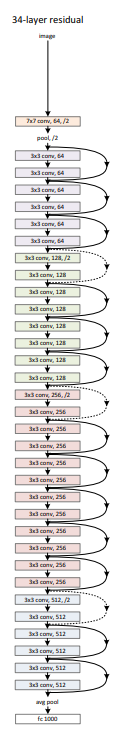 34-layer residual
image
7x7 conv, 64, /2
pool, /2
3x3 conv, 64
3x3 conv, 64
3x3 conv, 64
3x3 conv, 64
3x3 conv, 64
3x3 conv, 64
3x3 conv, 128, /2
3x3 conv, 128
3x3 conv, 128
3x3 conv, 128
3x3 conv, 128
3x3 conv, 128
3x3 conv, 128
3x3 conv, 128
3x3 conv, 256, /2
3x3 conv, 256
3x3 conv, 256
3x3 conv, 256
3x3 conv, 256
3x3 conv, 256
3x3 conv, 256
3x3 conv, 256
3x3 conv, 256
3x3 conv, 256
3x3 conv, 256
3x3 conv, 256
3x3 conv, 512, /2
3x3 conv, 512
3x3 conv, 512
3x3 conv, 512
3x3 conv, 512
3x3 conv, 512
avg pool
fc 1000